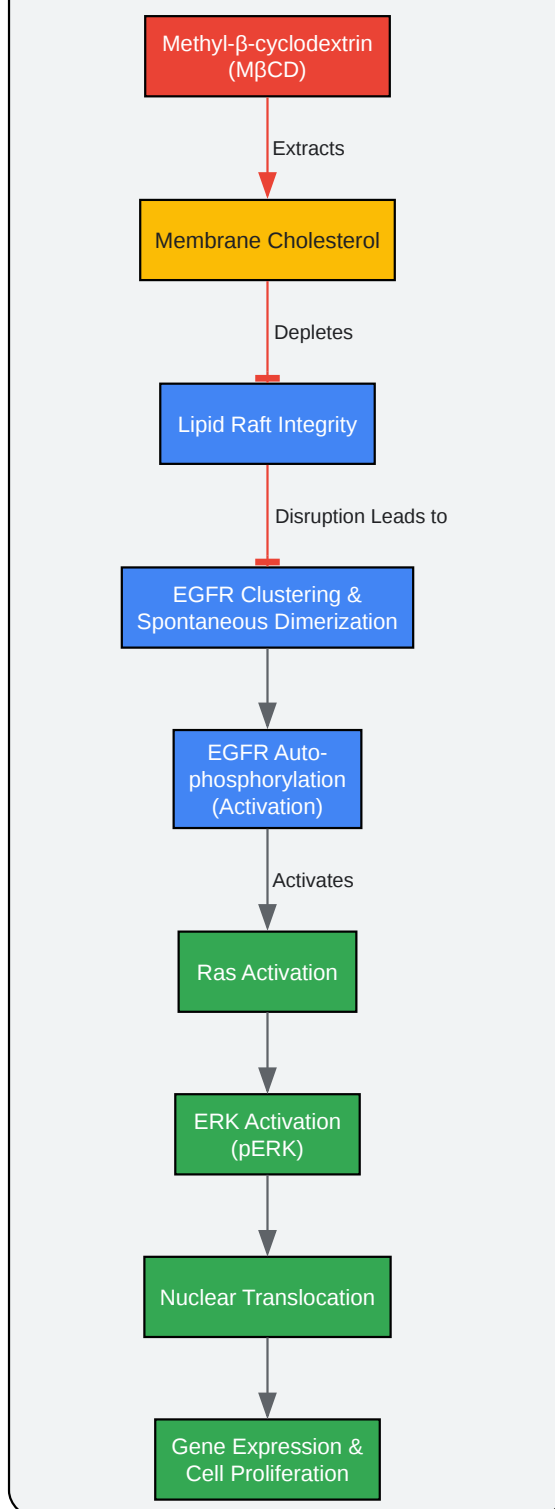 Methyl-β-cyclodextrin
(MβCD)
Extracts
Membrane Cholesterol
Depletes
Lipid Raft Integrity
Disruption Leads to
EGFR Clustering &
Spontaneous Dimerization
EGFR Auto-
phosphorylation
(Activation)
Activates
Ras Activation
ERK Activation
(pERK)
Nuclear Translocation
Gene Expression &
Cell Proliferation